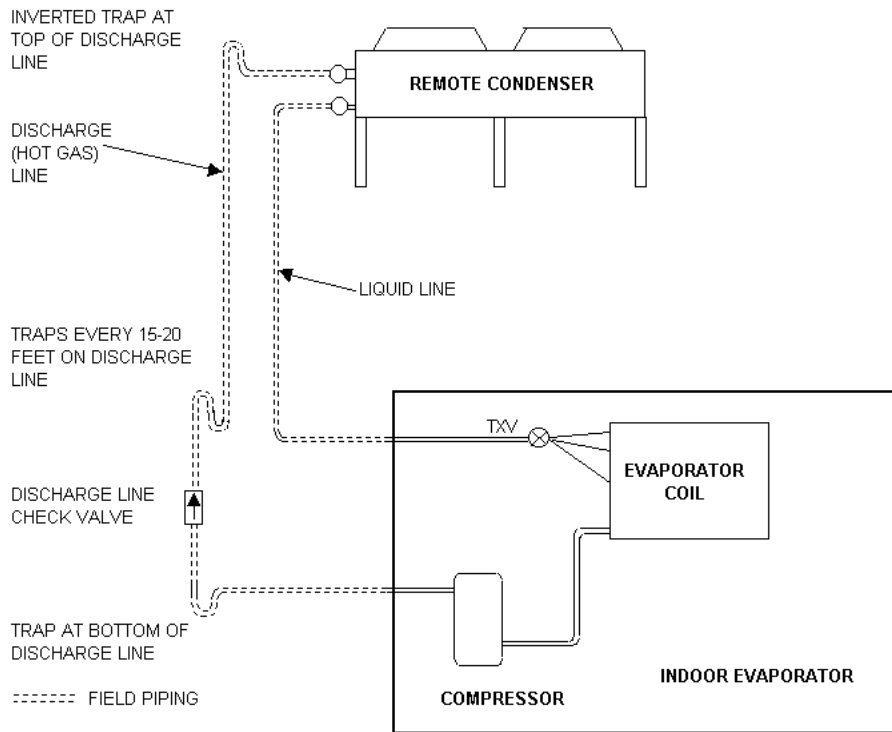 INVERTED TRAP AT
TOP OF DISCHARGE
LINE
REMOTE CONDENSER
DISCHARGE
(HOT GAS)
LINE
LIQUID LINE
TRAPS EVERY 15-20
FEET ON DISCHARGE
LINE
TXV
EVAPORATOR
COIL
DISCHARGE LINE
CHECK VALVE
TRAP AT BOTTOM OF
DISCHARGE LINE
FIELD PIPING
COMPRESSOR
INDOOR EVAPORATOR